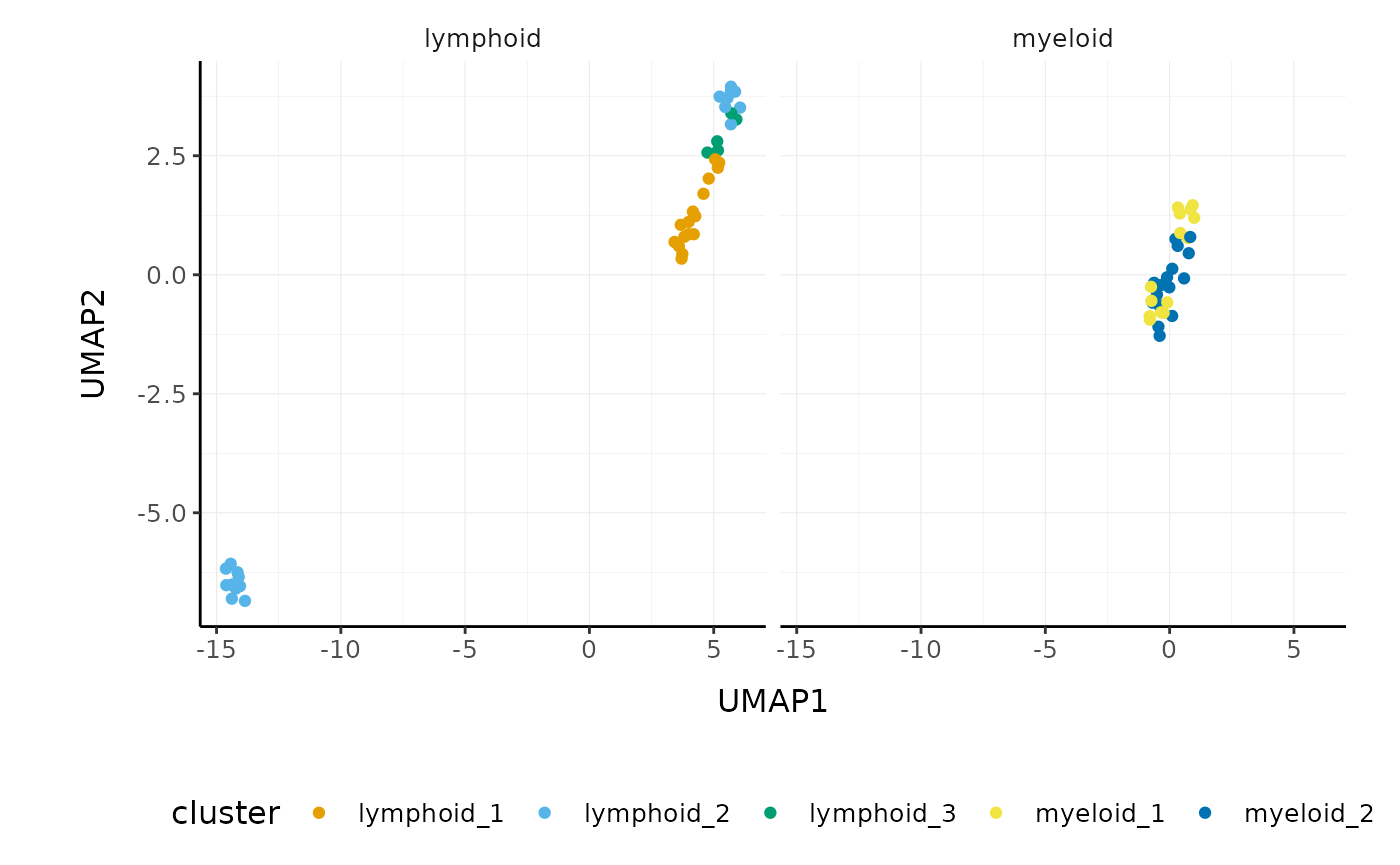 lymphoid myeloid
2.5
0.0
-2.5
-5.0
UMAP2
-15 -10 -5 0 5 -15 -10 -5 0 5
UMAP1
cluster lymphoid_1 lymphoid_2 lymphoid_3 myeloid_1 myeloid_2